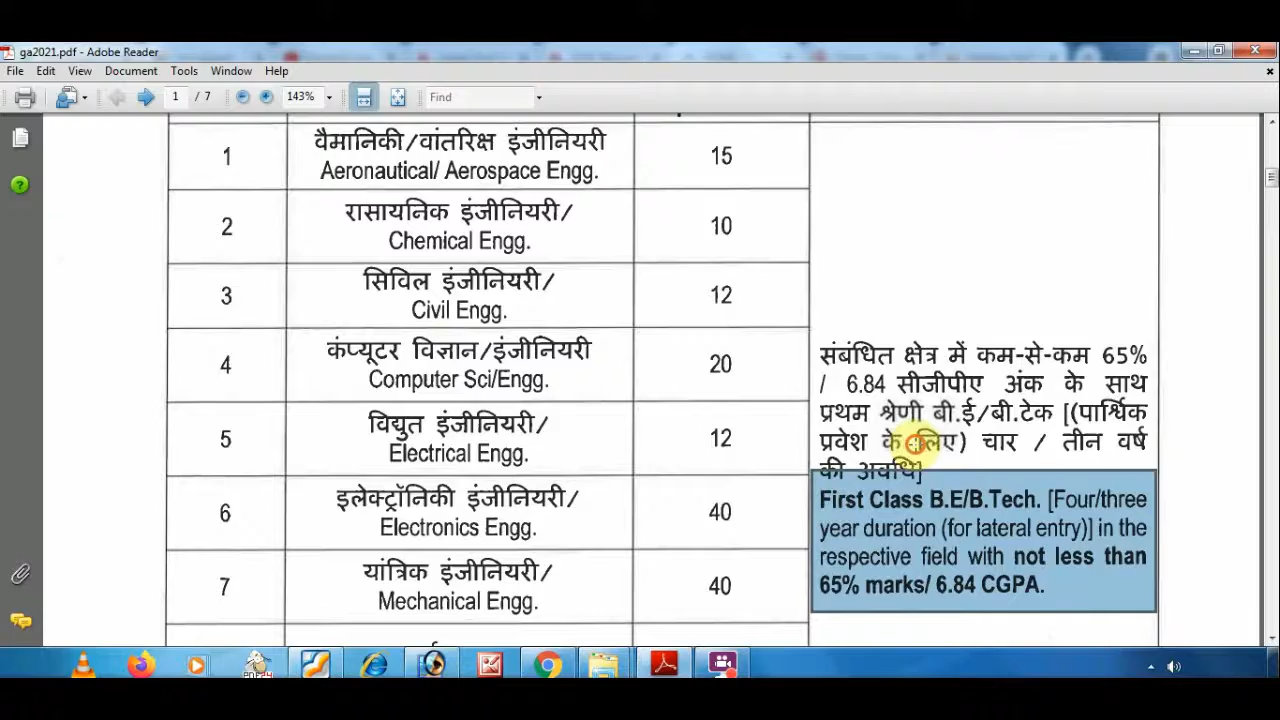 ga2021.pdf - Adobe Reader
File Edit View Document Tools Window Help
1 / 7 143% Find
1 वैमानिकी/वांतरिक्ष इंजीनियरी 15
Aeronautical/ Aerospace Engg.
2 रासायनिक इंजीनियरी/ 10
Chemical Engg.
3 सिविल इंजीनियरी/ 12
Civil Engg.
4 कंप्यूटर विज्ञान/इंजीनियरी 20
Computer Sci/Engg.
5 विद्युत इंजीनियरी/ 12
Electrical Engg.
6 इलेक्ट्रॉनिकी इंजीनियरी/ 40
Electronics Engg.
7 यांत्रिक इंजीनियरी/ 40
Mechanical Engg.
संबंधित क्षेत्र में कम-से-कम 65%
/ 6.84 सीजीपीए अंक के साथ
प्रथम श्रेणी बी.ई/बी.टेक [(पार्श्विक
प्रवेश के लिए) चार / तीन वर्ष
की अवधि]
First Class B.E/B.Tech. [Four/three
year duration (for lateral entry)] in the
respective field with not less than
65% marks/ 6.84 CGPA.
PDF24